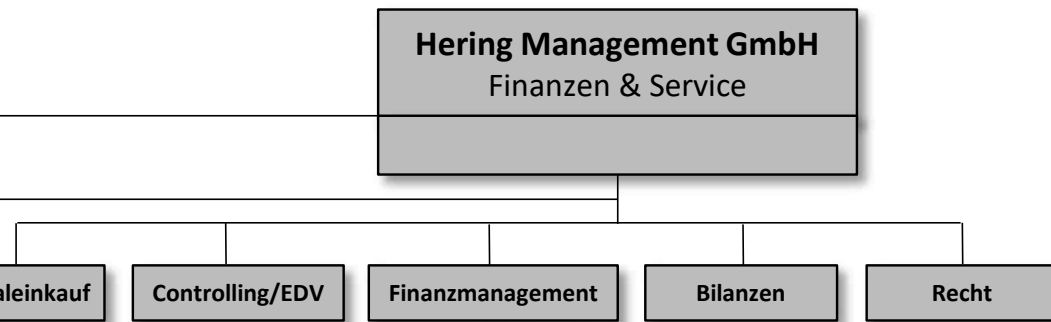 Hering Management GmbH
Finanzen & Service
aleinkauf Controlling/EDV Finanzmanagement Bilanzen Recht